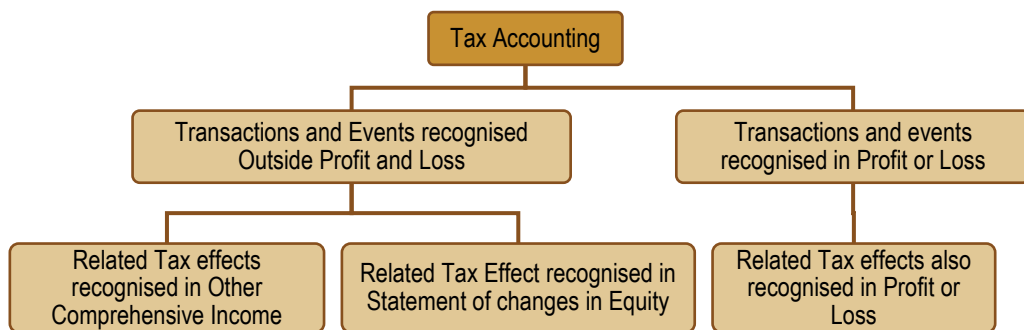 Tax Accounting
Transactions and Events recognised
Outside Profit and Loss
Transactions and events
recognised in Profit or Loss
Related Tax effects
recognised in Other
Comprehensive Income
Related Tax Effect recognised in
Statement of changes in Equity
Related Tax effects also
recognised in Profit or
Loss